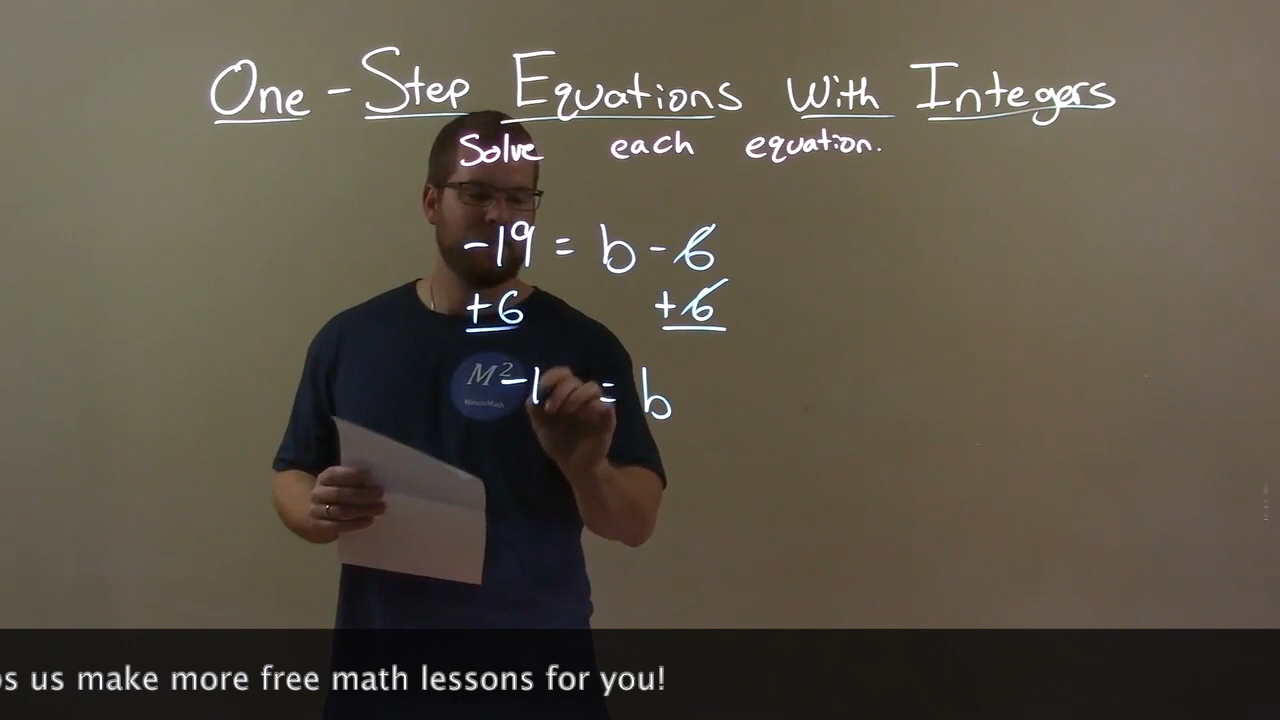 One-Step Equations With Integers
Solve each equation.
-19 = b - 6
+6 +6
M²
MinuteMath
-1 = b
us make more free math lessons for you!